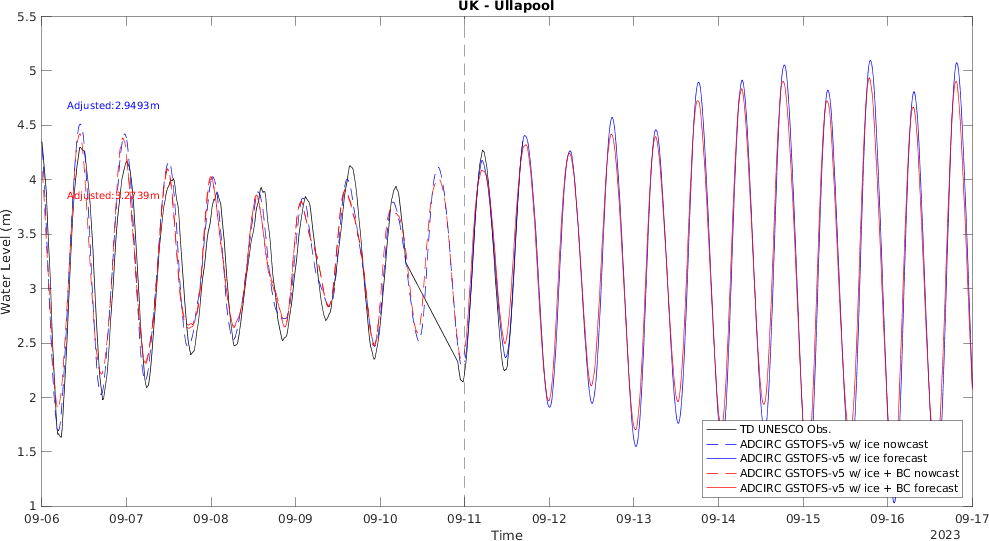 UK - Ullapool
5.5
5
4.5
4
3.5
3
2.5
2
1.5
1
Water Level (m)
Adjusted:2.9493m
Adjusted:3.2739m
TD UNESCO Obs.
ADCIRC GSTOFS-v5 w/ ice nowcast
ADCIRC GSTOFS-v5 w/ ice forecast
ADCIRC GSTOFS-v5 w/ ice + BC nowcast
ADCIRC GSTOFS-v5 w/ ice + BC forecast
09-06 09-07 09-08 09-09 09-10 09-11 09-12 09-13 09-14 09-15 09-16 09-17
Time
2023